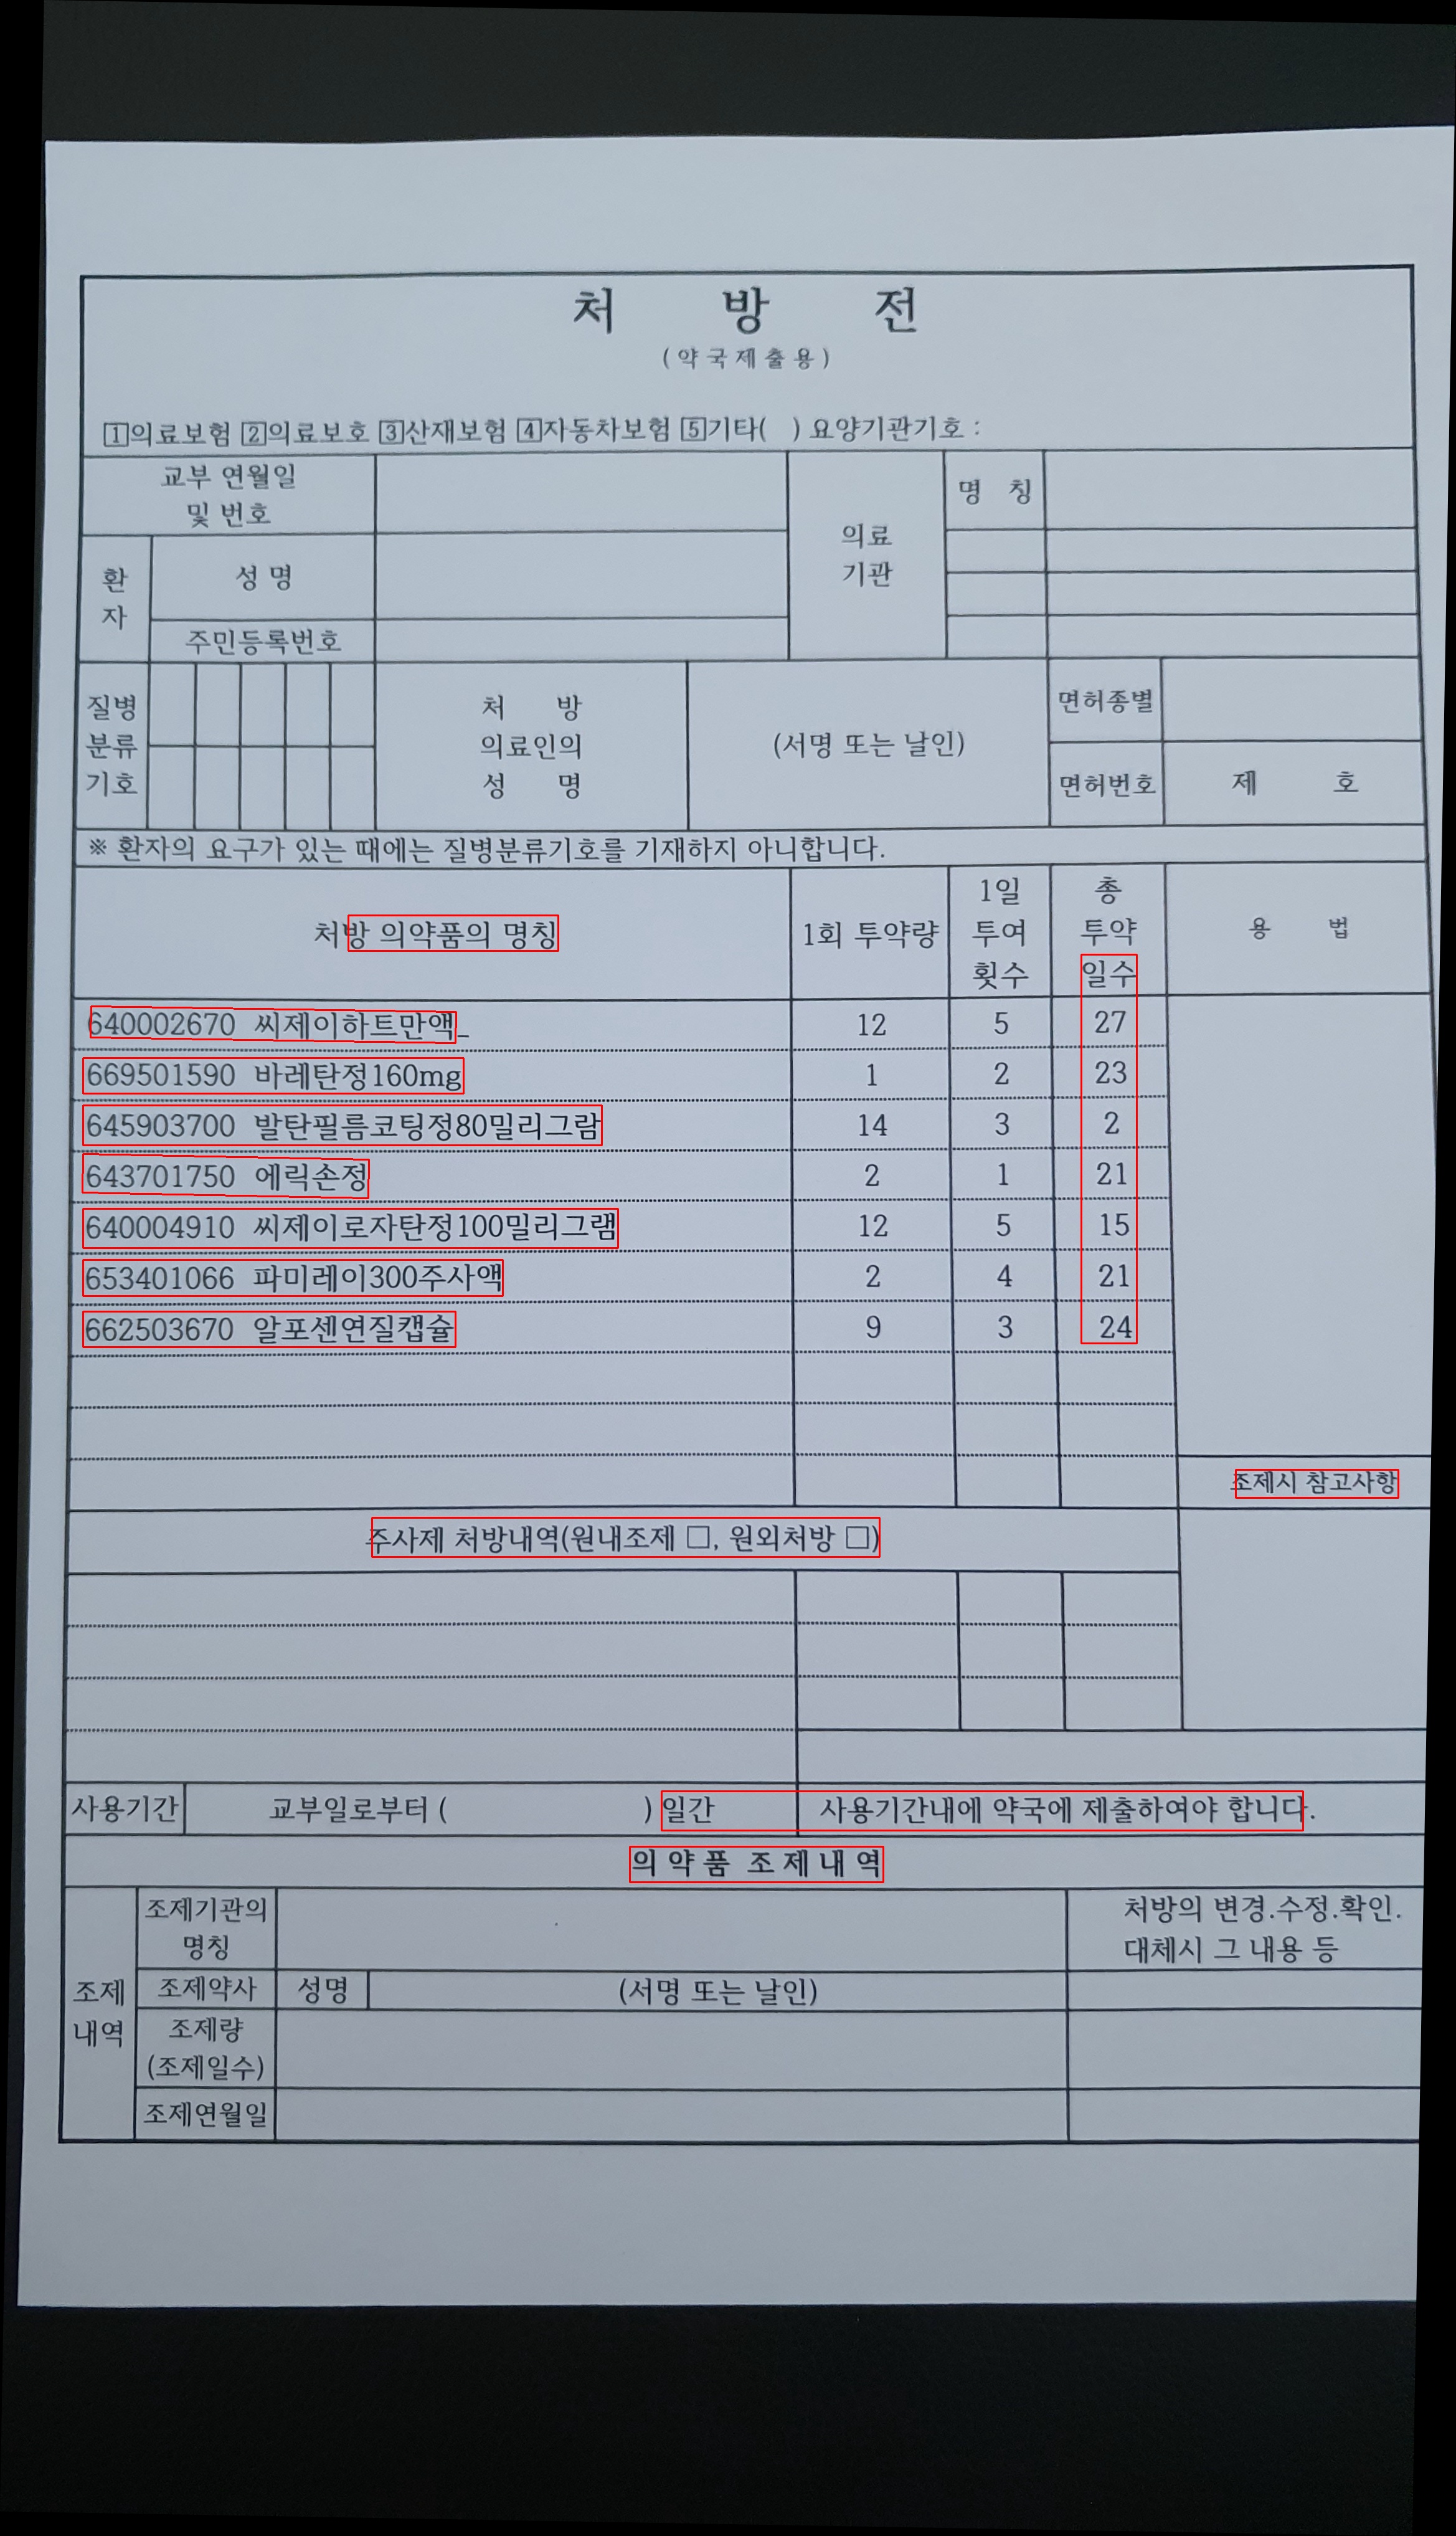 처 방 전
(약국제출용)
1의료보험 2의료보호 3산재보험 4자동차보험 5기타( ) 요양기관기호 :
교부 연월일
및 번호
의료
기관
명 칭
환
자
성 명
주민등록번호
질병
분류
기호
처 방
의료인의
성 명
(서명 또는 날인)
면허종별
면허번호
제 호
※ 환자의 요구가 있는 때에는 질병분류기호를 기재하지 아니합니다.
처방 의약품의 명칭
1회 투약량
1일
투여
횟수
총
투약
일수
용 법
640002670 씨제이하트만액_ 12 5 27
669501590 바레탄정160mg 1 2 23
645903700 발탄필름코팅정80밀리그람 14 3 2
643701750 에릭손정 2 1 21
640004910 씨제이로자탄정100밀리그램 12 5 15
653401066 파미레이300주사액 2 4 21
662503670 알포센연질캡슐 9 3 24
조제시 참고사항
주사제 처방내역(원내조제 □, 원외처방 □)
사용기간 교부일로부터 ( ) 일간 사용기간내에 약국에 제출하여야 합니다.
의 약 품 조 제 내 역
조제
내역
조제기관의
명칭
처방의 변경.수정.확인.
대체시 그 내용 등
조제약사 성명 (서명 또는 날인)
조제량
(조제일수)
조제연월일